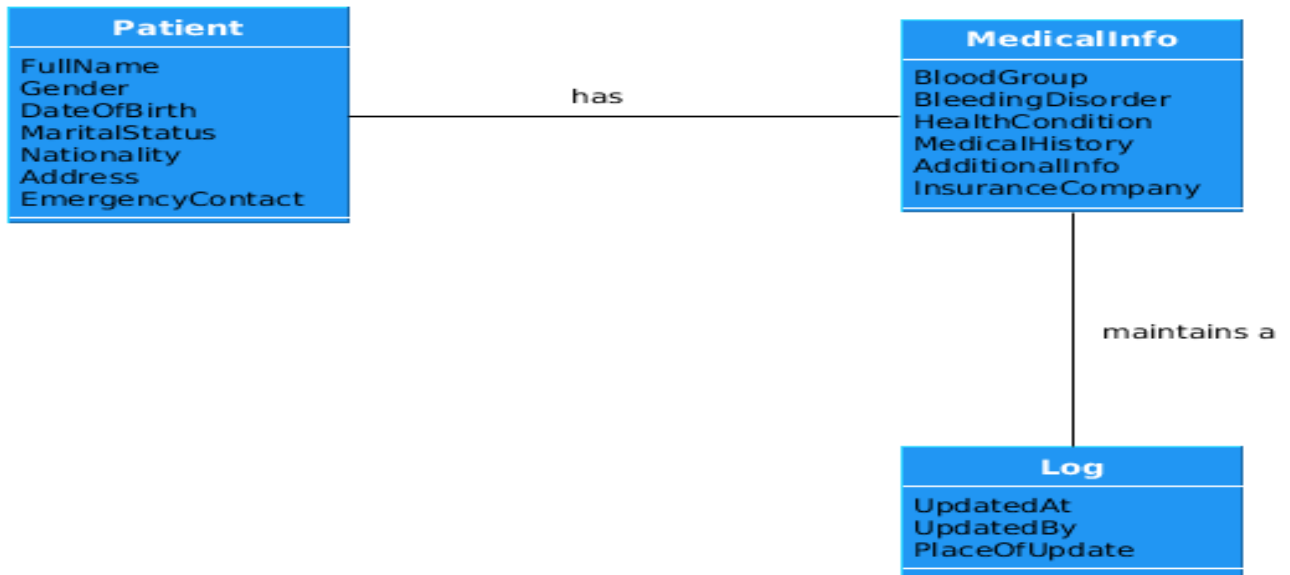 Patient
FullName
Gender
DateOfBirth
MaritalStatus
Nationality
Address
EmergencyContact
has
MedicalInfo
BloodGroup
BleedingDisorder
HealthCondition
MedicalHistory
AdditionalInfo
InsuranceCompany
maintains a
Log
UpdatedAt
UpdatedBy
PlaceOfUpdate